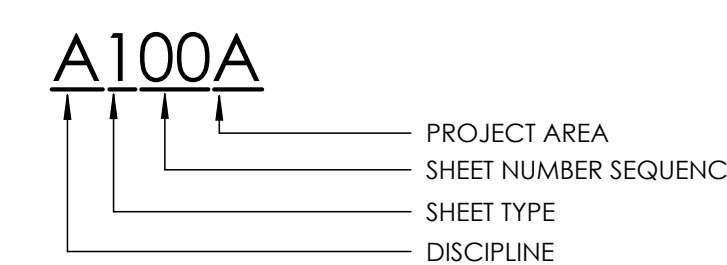 A100A
PROJECT AREA
SHEET NUMBER SEQUENC
SHEET TYPE
DISCIPLINE